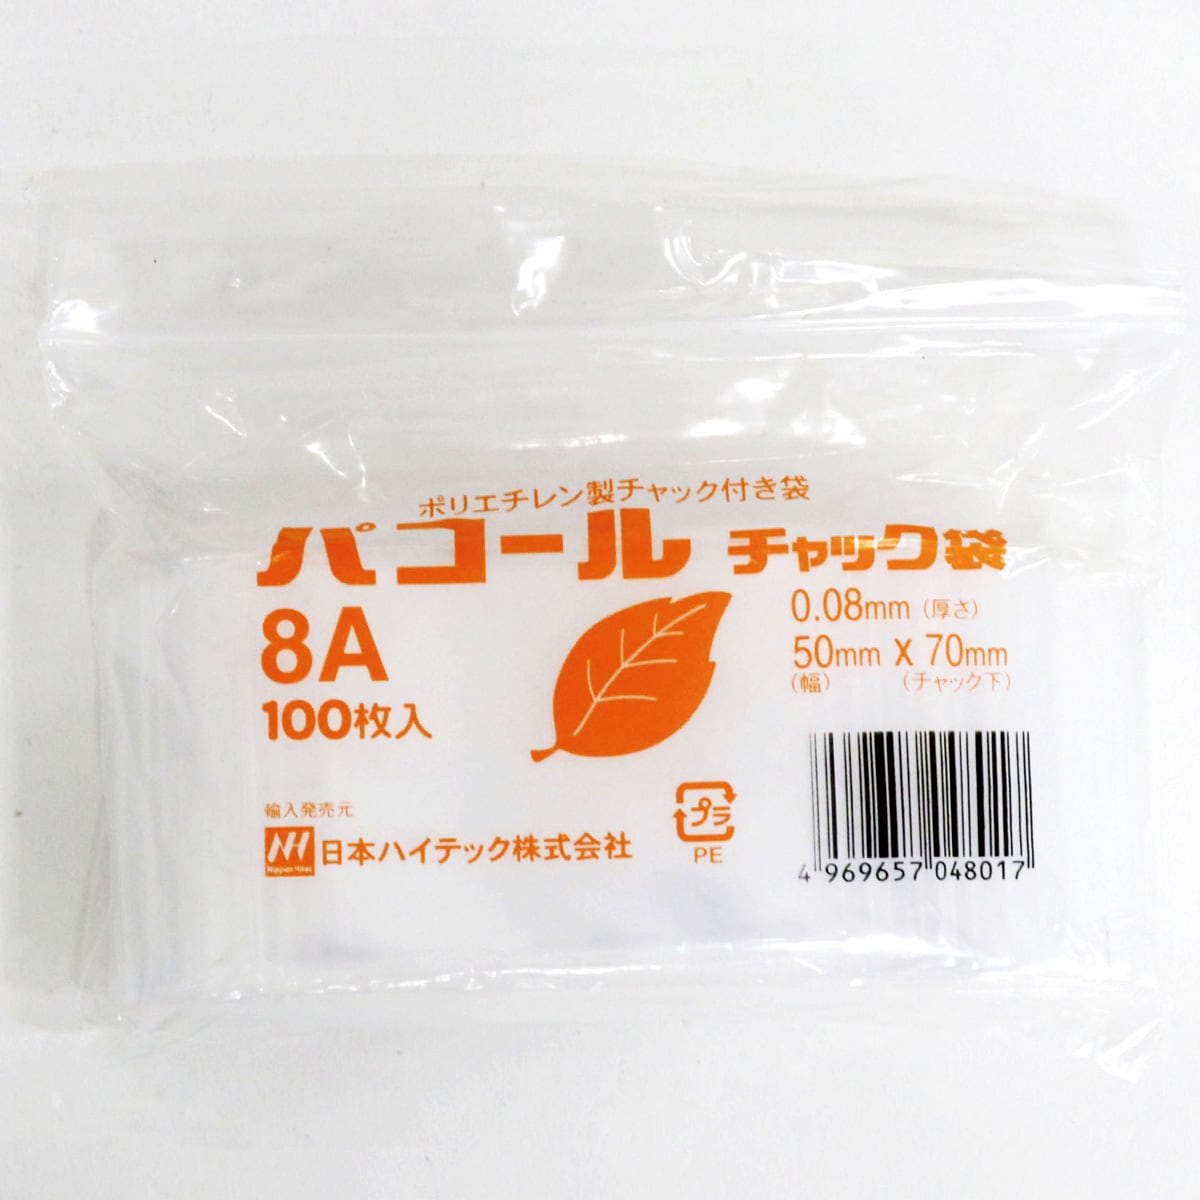 ポリエチレン製チャック付き袋
パコール チャック袋
8A
100枚入
0.08mm (厚さ)
50mm X 70mm
(幅) (チャック下)
輸入発売元
NH
Nippon Hitec
日本ハイテック株式会社
プラ
PE
4 969657 048017